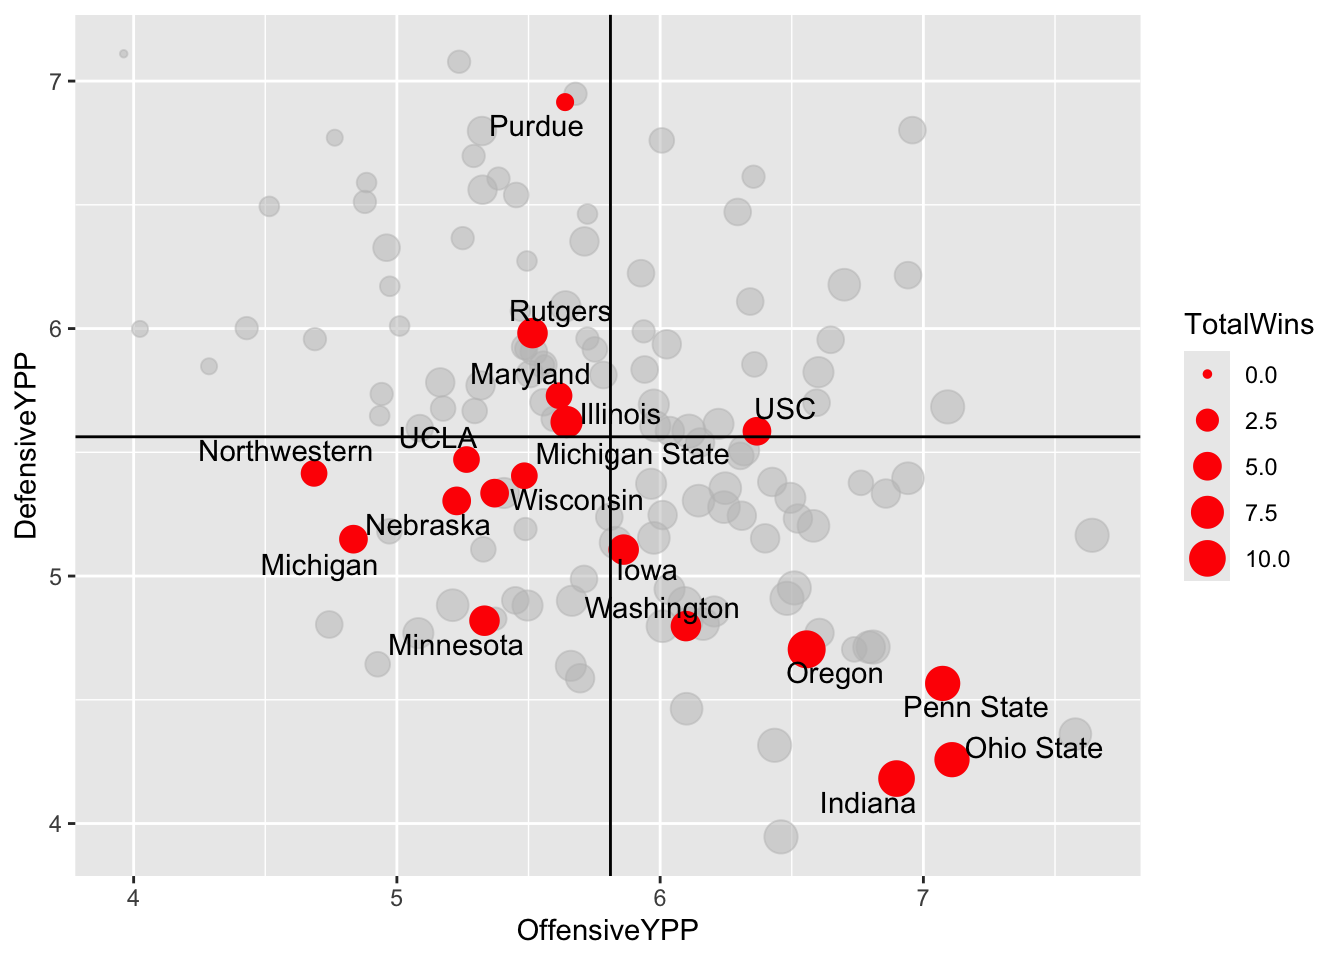 7
Purdue
Rutgers
6
Maryland
Illinois
USC
UCLA
Northwestern
Michigan State
Wisconsin
Nebraska
Michigan
Iowa
5
Washington
Minnesota
Oregon
Penn State
Ohio State
Indiana
4
4 5 6 7
OffensiveYPP
DefensiveYPP
TotalWins
0.0
2.5
5.0
7.5
10.0